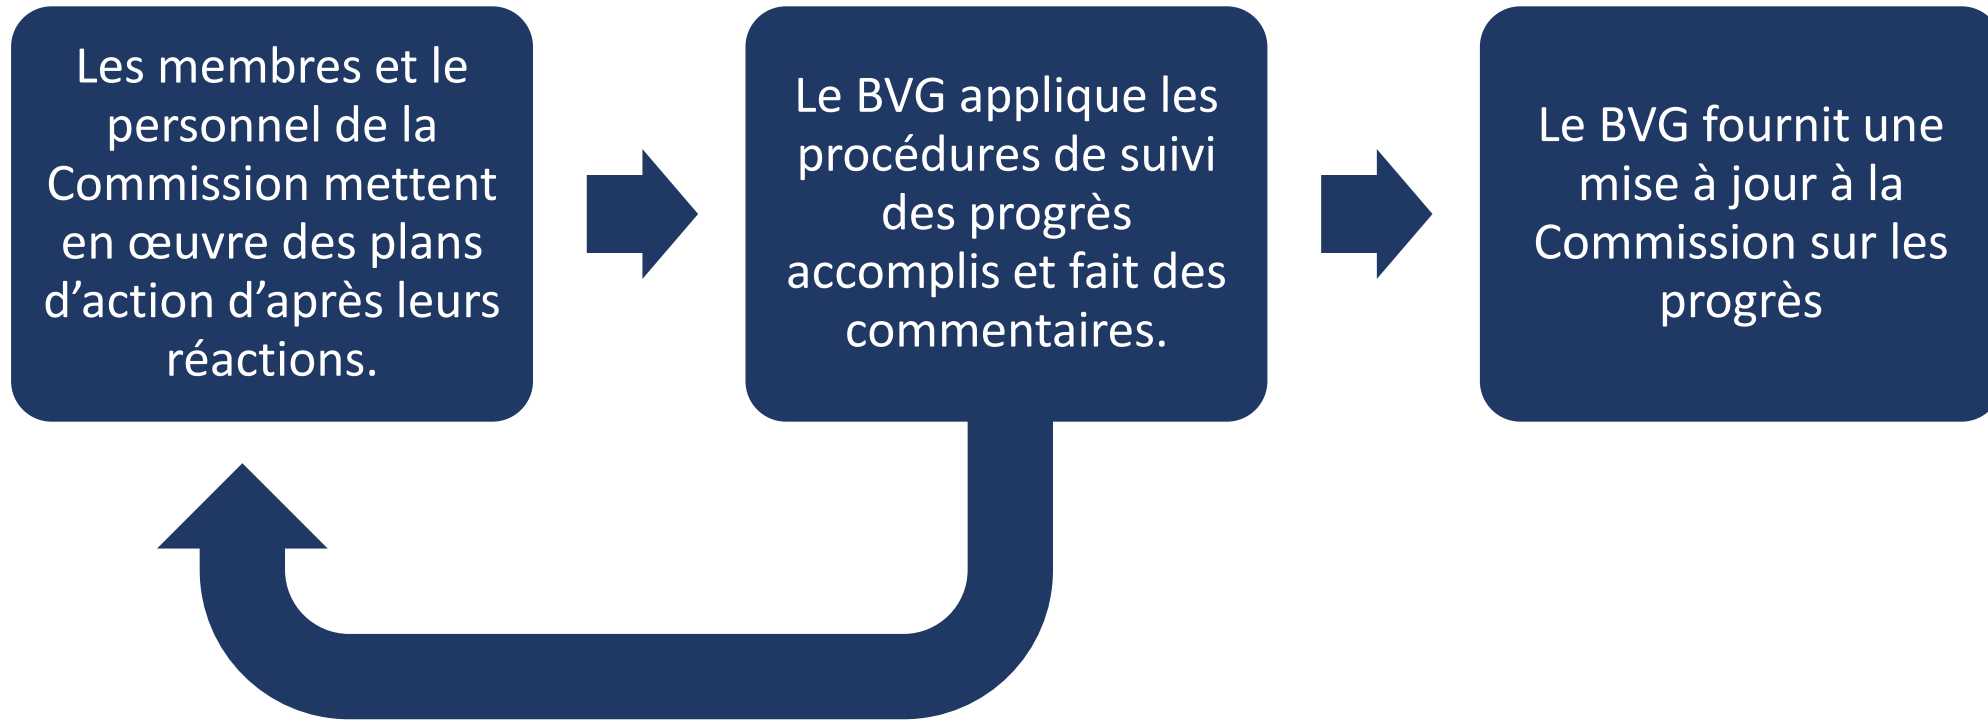 Les membres et le
personnel de la
Commission mettent
en œuvre des plans
d’action d’après leurs
réactions.
Le BVG applique les
procédures de suivi
des progrès
accomplis et fait des
commentaires.
Le BVG fournit une
mise à jour à la
Commission sur les
progrès